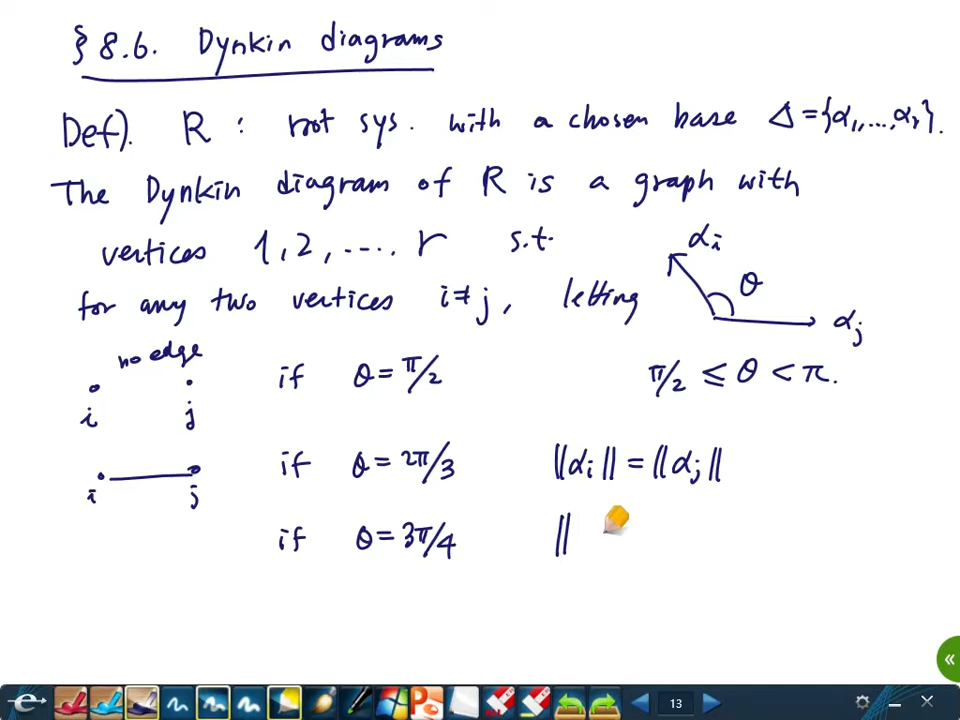 § 8.6. Dynkin diagrams
Def). R : root sys. with a chosen base Δ = {α₁,...,αᵣ}.
The Dynkin diagram of R is a graph with
vertices 1, 2, .... r s.t.
αi
for any two vertices i≠j, letting
θ
αj
no edge
i j if θ = π/2 π/2 ≤ θ < π.
i j if θ = 2π/3 ||αi|| = ||αj||
if θ = 3π/4 ||
13